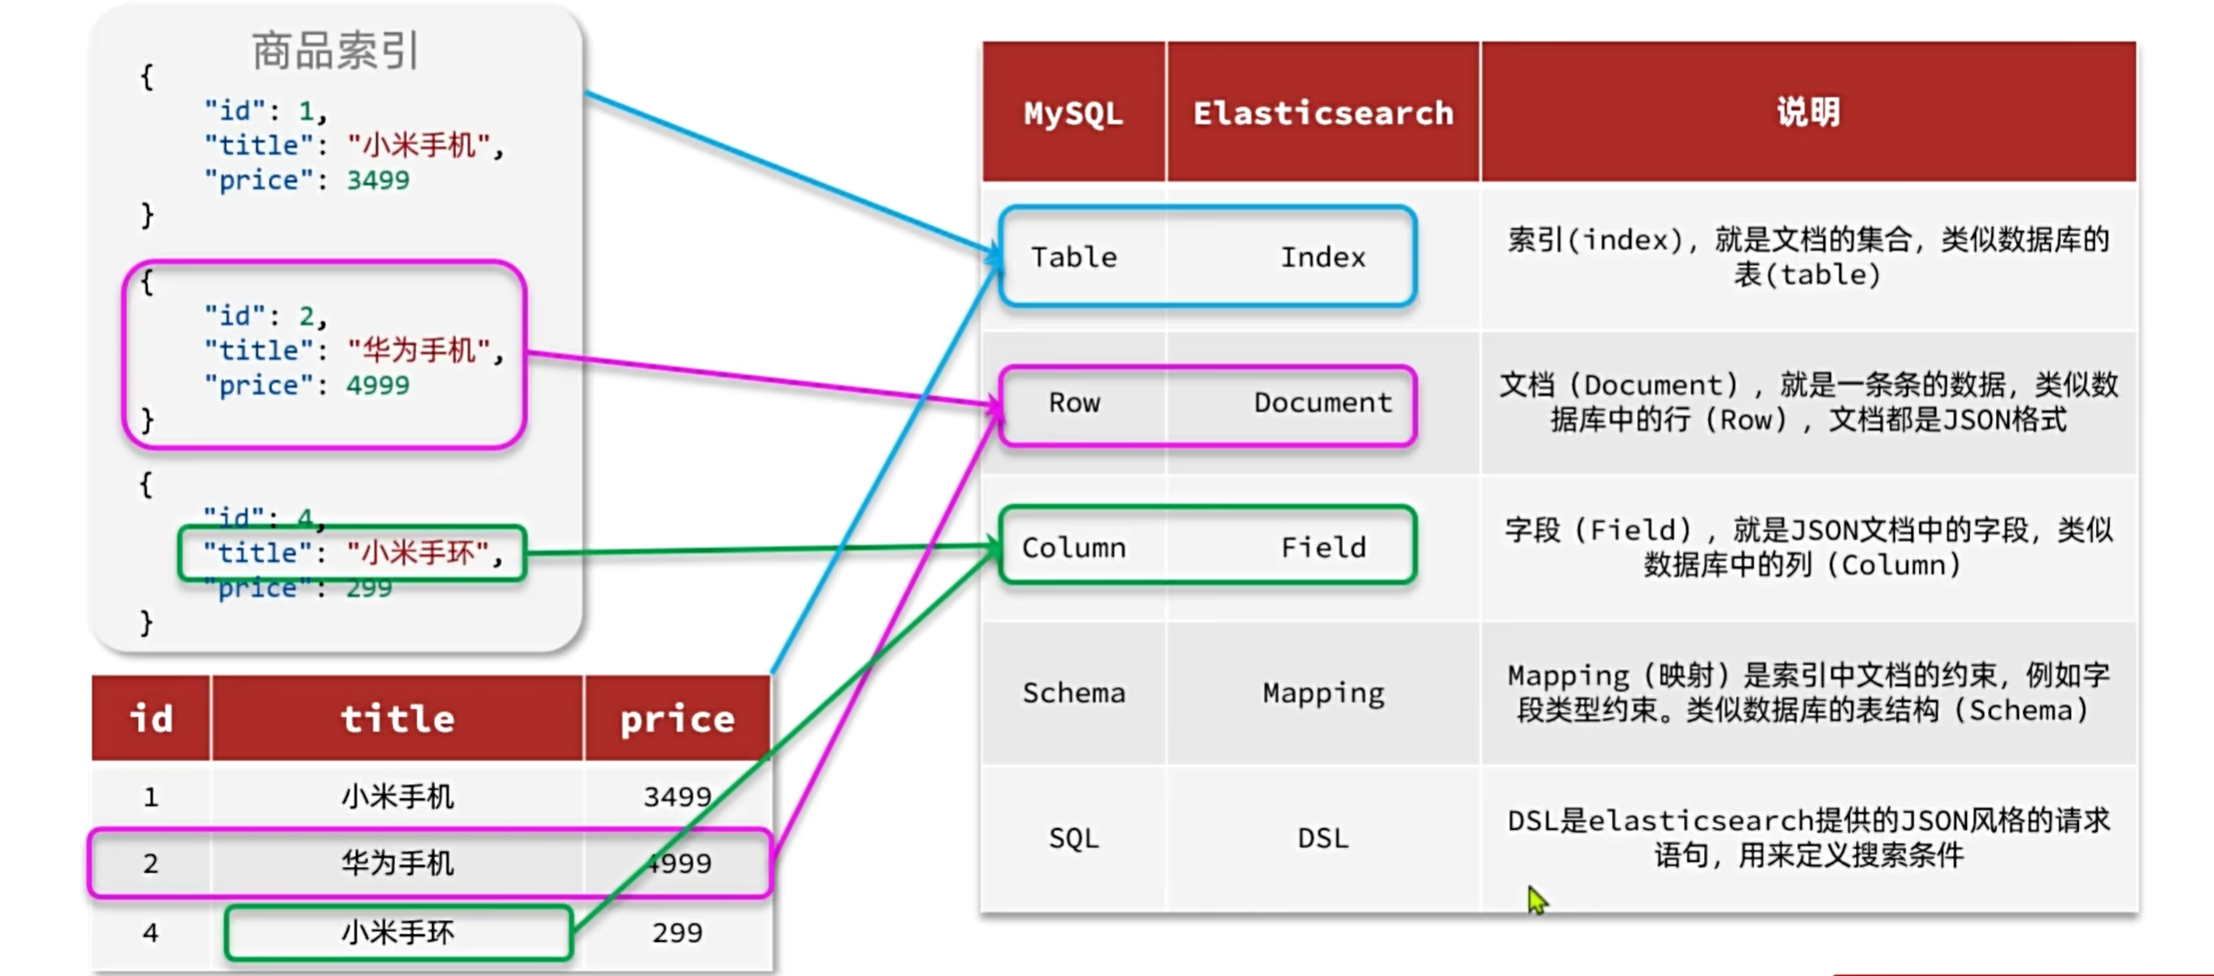 商品索引
{
"id": 1,
"title": "小米手机",
"price": 3499
}
{
"id": 2,
"title": "华为手机",
"price": 4999
}
{
"id": 4,
"title": "小米手环",
"price": 299
}
id title price
1 小米手机 3499
2 华为手机 4999
4 小米手环 299
MySQL Elasticsearch 说明
Table Index
索引(index)，就是文档的集合，类似数据库的
表(table)
Row Document
文档（Document），就是一条条的数据，类似数
据库中的行（Row），文档都是JSON格式
Column Field
字段（Field），就是JSON文档中的字段，类似
数据库中的列（Column）
Schema Mapping
Mapping（映射）是索引中文档的约束，例如字
段类型约束。类似数据库的表结构（Schema）
SQL DSL
DSL是elasticsearch提供的JSON风格的请求
语句，用来定义搜索条件